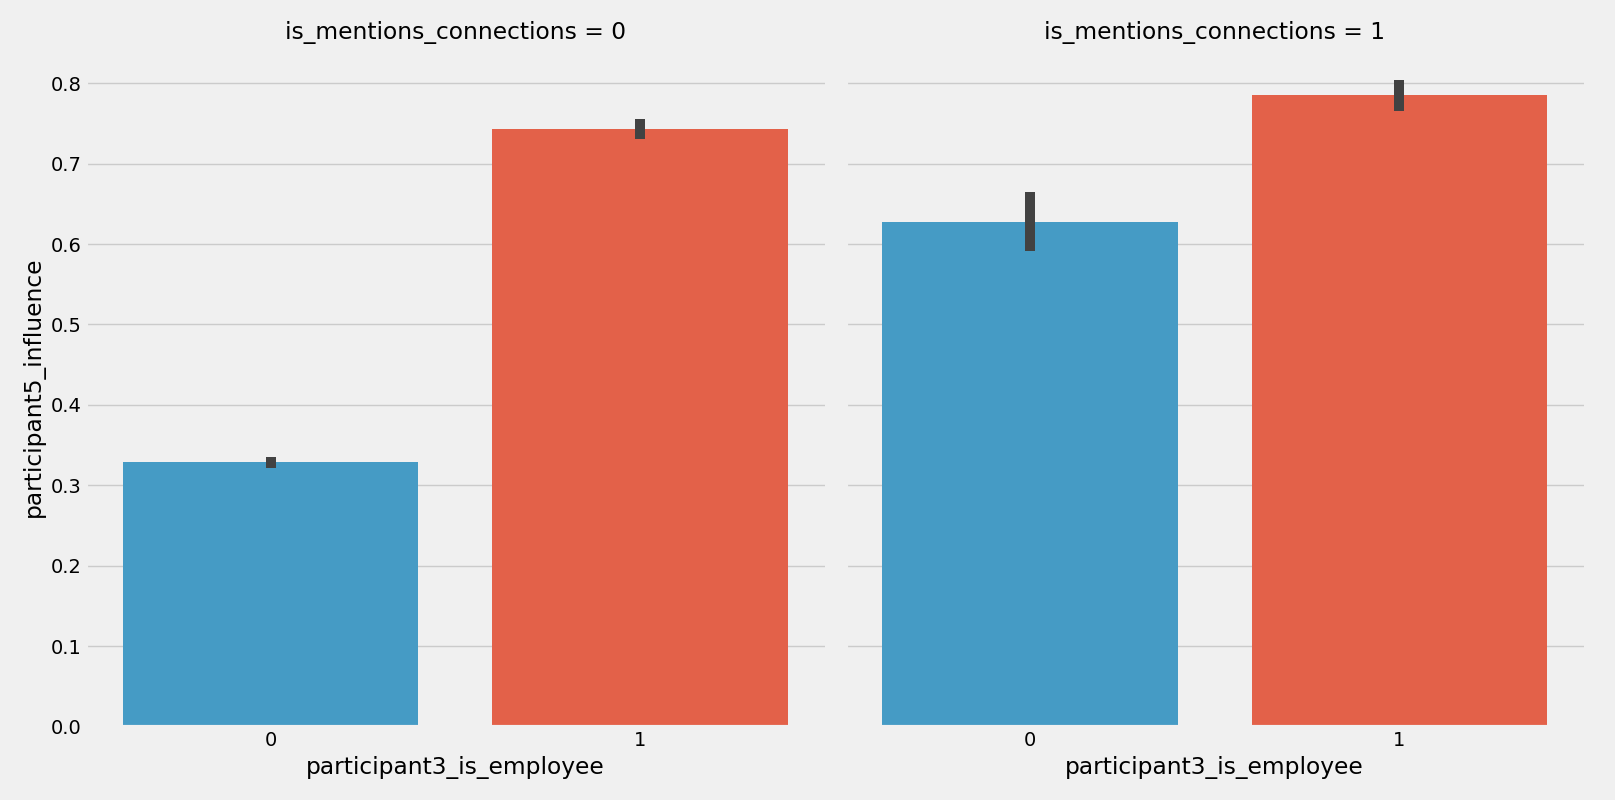 is_mentions_connections = 0
is_mentions_connections = 1
participant5_influence
0.8
0.7
0.6
0.5
0.4
0.3
0.2
0.1
0.0
0 1
0 1
participant3_is_employee
participant3_is_employee